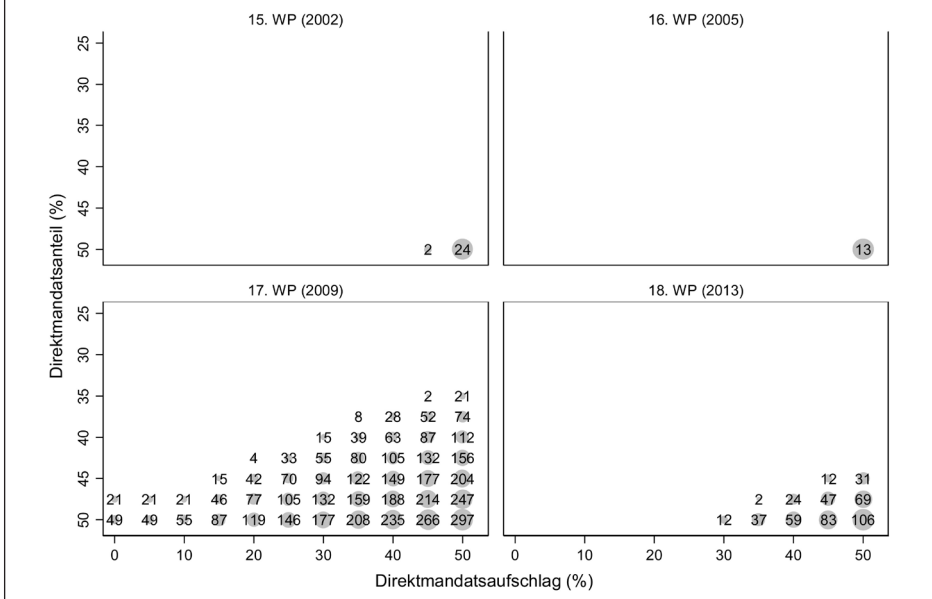 15. WP (2002)
16. WP (2005)
25
30
35
40
45
50
2 24
13
17. WP (2009)
18. WP (2013)
25
30
35
40
45
50
2 21
8 28 52 74
15 39 63 87 112
4 33 55 80 105 132 156
15 42 70 94 122 149 177 204
12 31
21 21 21 46 77 105 132 159 188 214 247
2 24 47 69
49 49 55 87 119 146 177 208 235 266 297
12 37 59 83 106
0 10 20 30 40 50
0 10 20 30 40 50
Direktmandatsanteil (%)
Direktmandatsaufschlag (%)